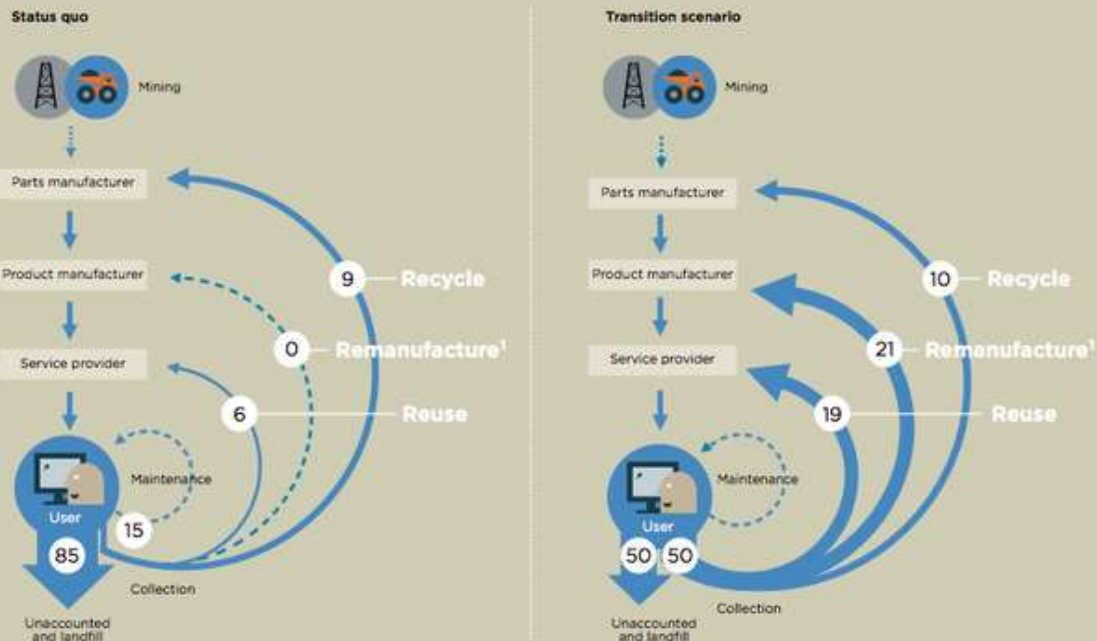 Status quo
Mining
Parts manufacturer
Product manufacturer
9
Recycle
0
Remanufacture¹
Service provider
6
Reuse
Maintenance
User
15
85
Collection
Unaccounted
and landfill
Transition scenario
Mining
Parts manufacturer
Product manufacturer
10
Recycle
21
Remanufacture¹
Service provider
19
Reuse
Maintenance
User
50
50
Collection
Unaccounted
and landfill